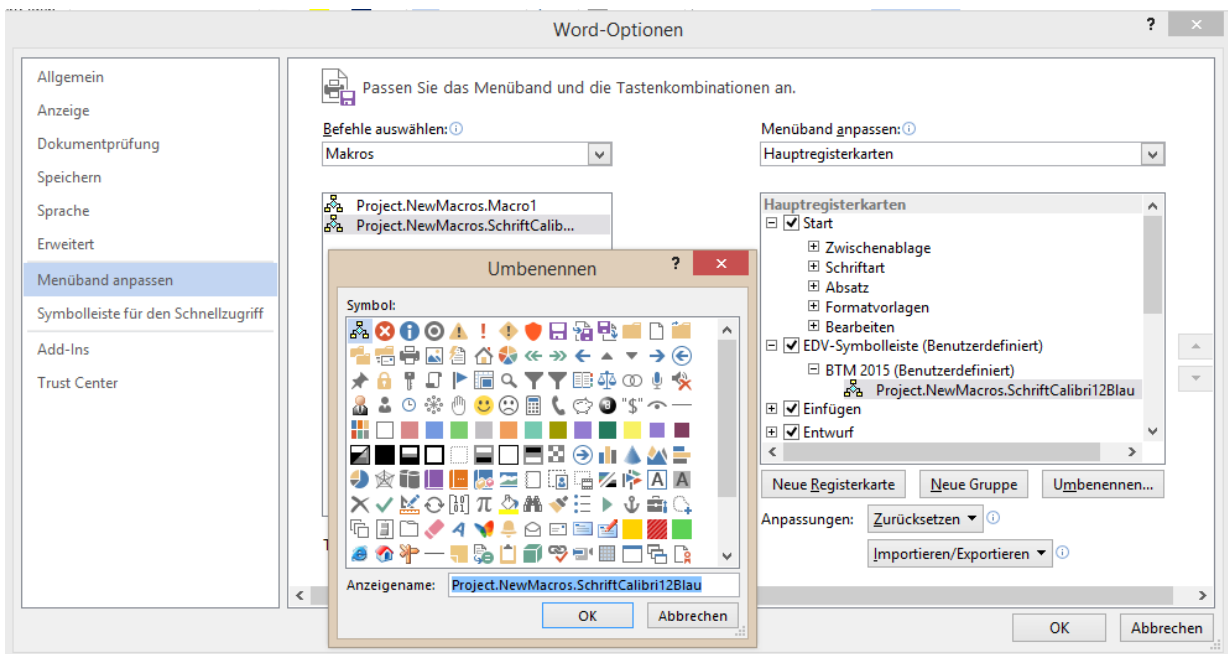 Word-Optionen
Allgemein
Anzeige
Dokumentprüfung
Speichern
Sprache
Erweitert
Menüband anpassen
Symbolleiste für den Schnellzugriff
Add-Ins
Trust Center
Passen Sie das Menüband und die Tastenkombinationen an.
Befehle auswählen:
Makros
Project.NewMacros.Macro1
Project.NewMacros.SchriftCalib...
Menüband anpassen:
Hauptregisterkarten
Hauptregisterkarten
Start
Zwischenablage
Schriftart
Absatz
Formatvorlagen
Bearbeiten
EDV-Symbolleiste (Benutzerdefiniert)
BTM 2015 (Benutzerdefiniert)
Project.NewMacros.SchriftCalibri12Blau
Einfügen
Entwurf
Neue Registerkarte
Neue Gruppe
Umbenennen...
Anpassungen:
Zurücksetzen
Importieren/Exportieren
Umbenennen
Symbol:
Anzeigename:
Project.NewMacros.SchriftCalibri12Blau
OK
Abbrechen
OK
Abbrechen